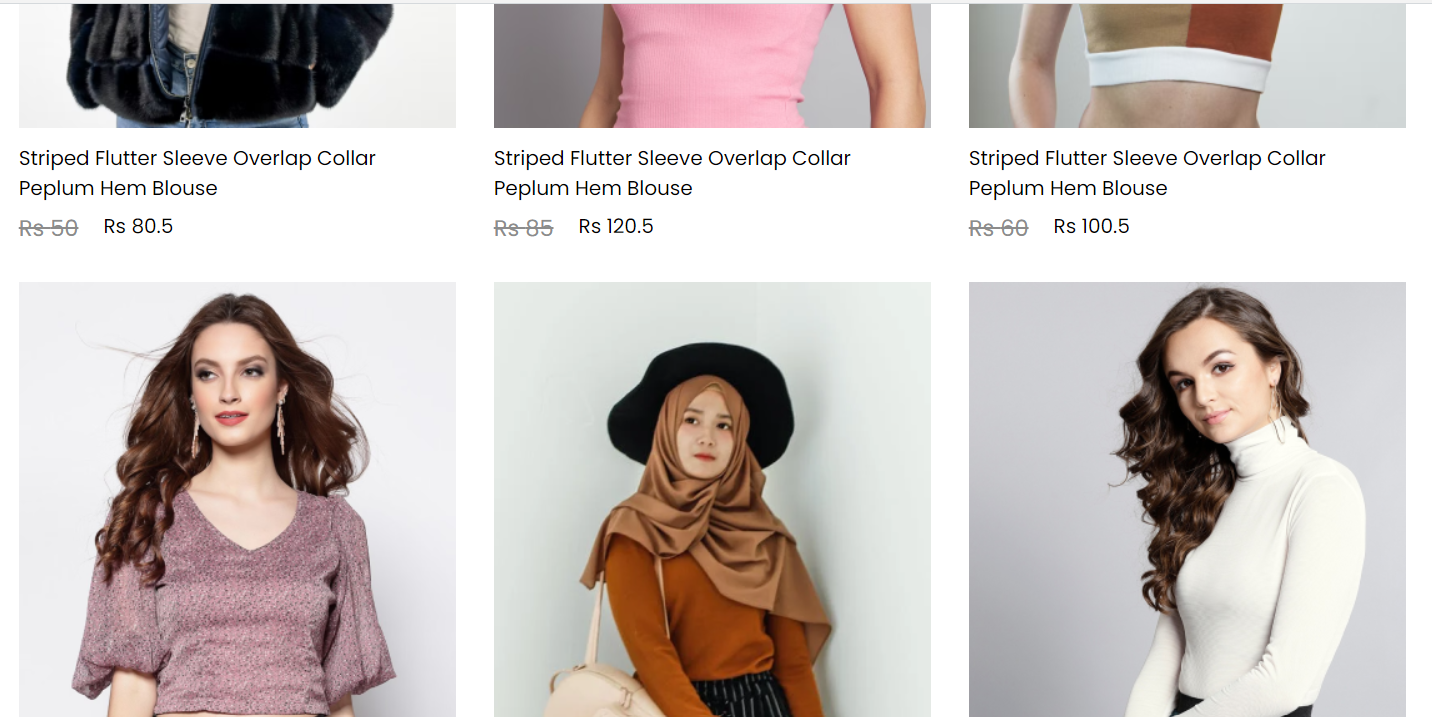 Striped Flutter Sleeve Overlap Collar
Peplum Hem Blouse
Rs 50 Rs 80.5
Striped Flutter Sleeve Overlap Collar
Peplum Hem Blouse
Rs 85 Rs 120.5
Striped Flutter Sleeve Overlap Collar
Peplum Hem Blouse
Rs 60 Rs 100.5